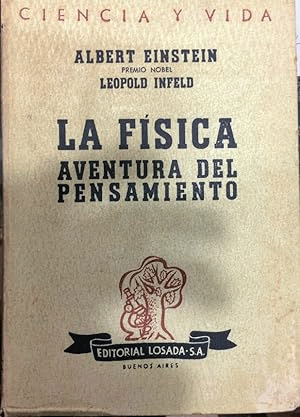 CIENCIA Y VIDA
ALBERT EINSTEIN
PREMIO NOBEL
LEOPOLD INFELD
LA FÍSICA
AVENTURA DEL
PENSAMIENTO
EDITORIAL LOSADA·S.A.
BUENOS AIRES